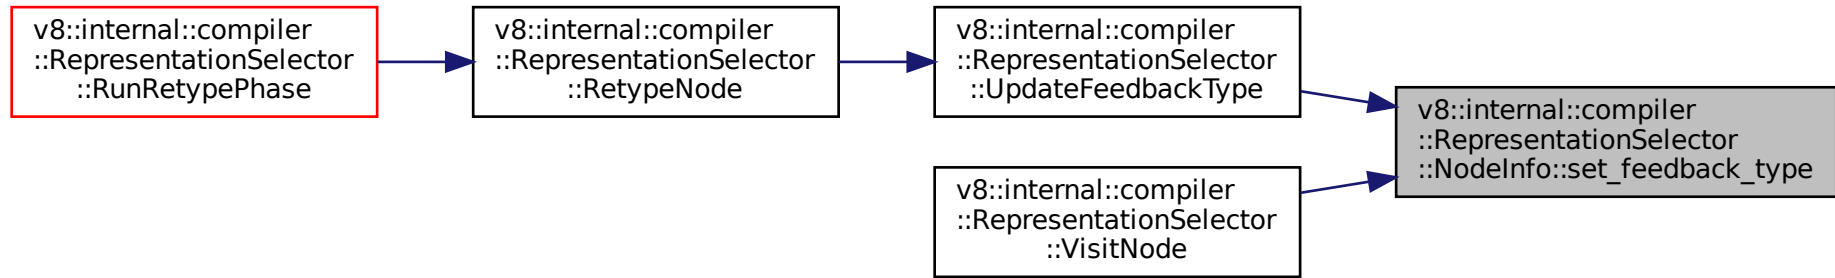 v8::internal::compiler
::RepresentationSelector
::RunRetypePhase
v8::internal::compiler
::RepresentationSelector
::RetypeNode
v8::internal::compiler
::RepresentationSelector
::UpdateFeedbackType
v8::internal::compiler
::RepresentationSelector
::NodeInfo::set_feedback_type
v8::internal::compiler
::RepresentationSelector
::VisitNode